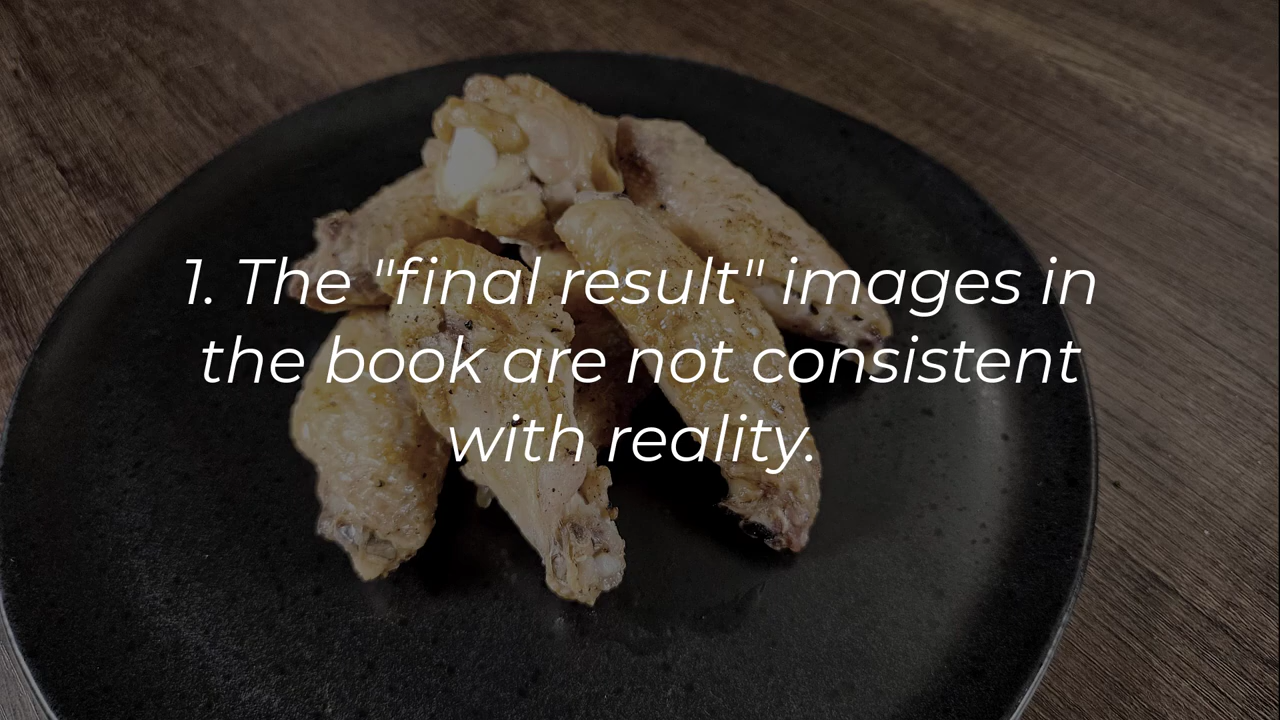 1. The "final result" images in
the book are not consistent
with reality.